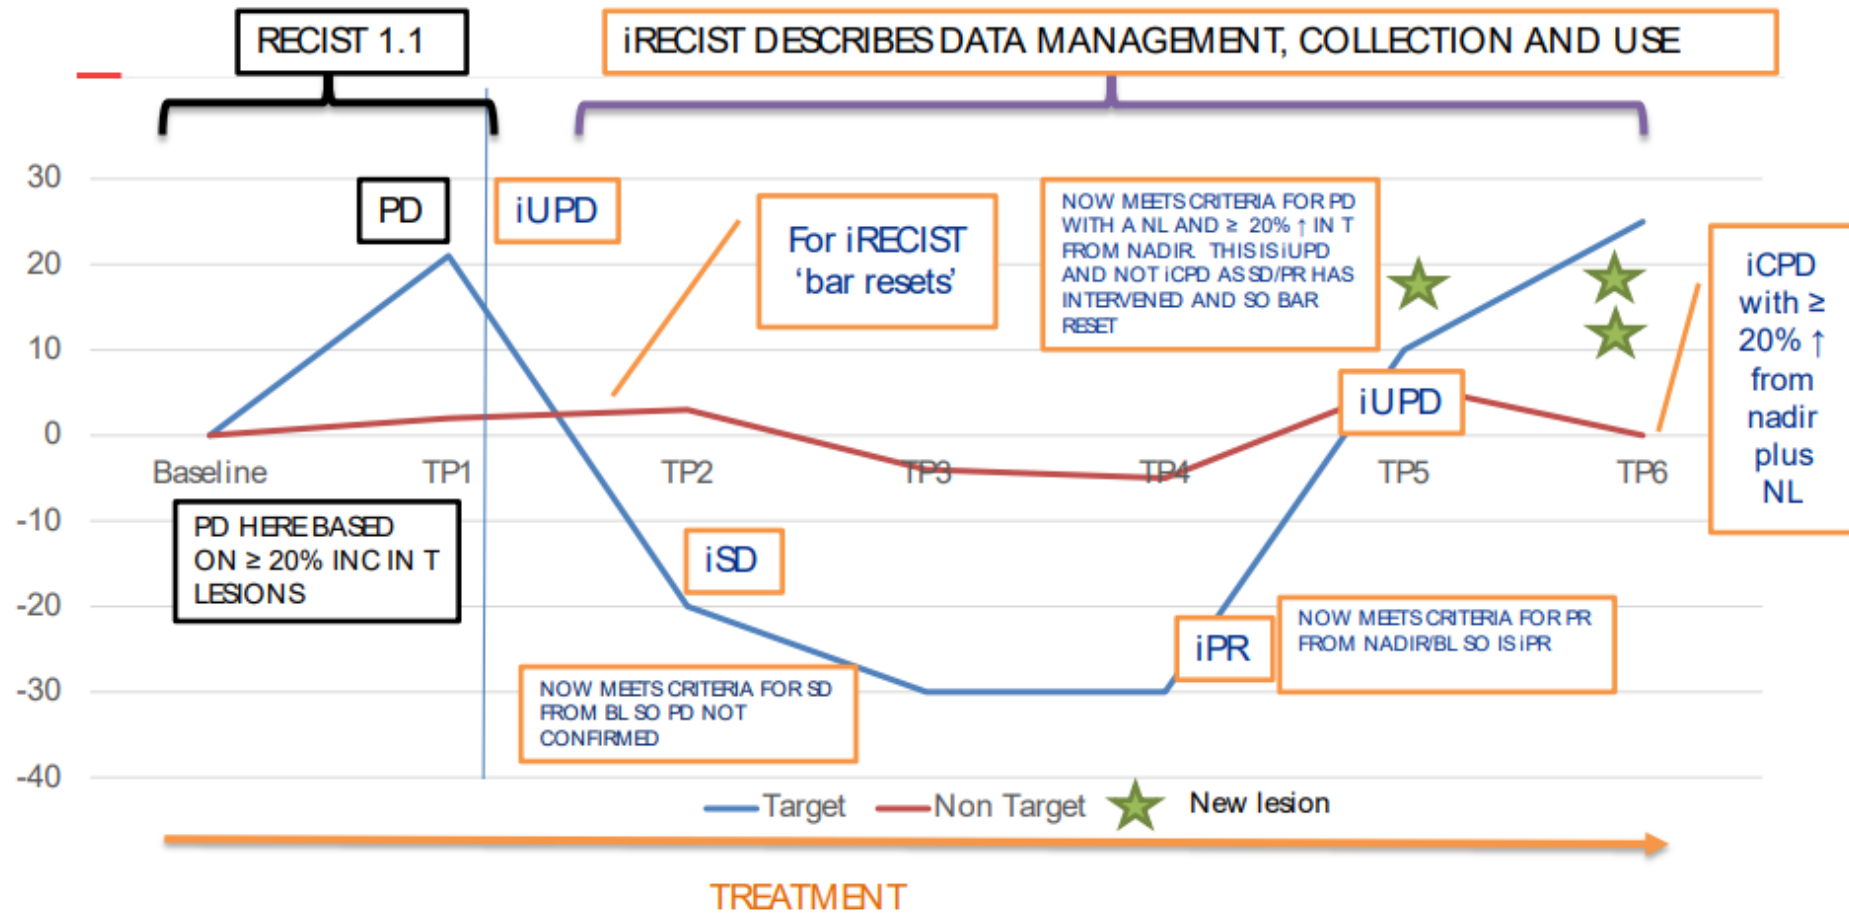 RECIST 1.1
iRECIST DESCRIBES DATA MANAGEMENT, COLLECTION AND USE
30
20
10
0
-10
-20
-30
-40
PD
iUPD
For iRECIST
‘bar resets’
NOW MEETS CRITERIA FOR PD
WITH A NL AND ≥ 20% ↑ IN T
FROM NADIR. THIS IS iUPD
AND NOT iCPD AS SD/PR HAS
INTERVENED AND SO BAR
RESET
iCPD
with ≥
20% ↑
from
nadir
plus
NL
iUPD
Baseline
TP1
TP2
TP3
TP4
TP5
TP6
PD HERE BASED
ON ≥ 20% INC IN T
LESIONS
iSD
NOW MEETS CRITERIA FOR SD
FROM BL SO PD NOT
CONFIRMED
iPR
NOW MEETS CRITERIA FOR PR
FROM NADIR/BL SO IS iPR
Target
Non Target
New lesion
TREATMENT